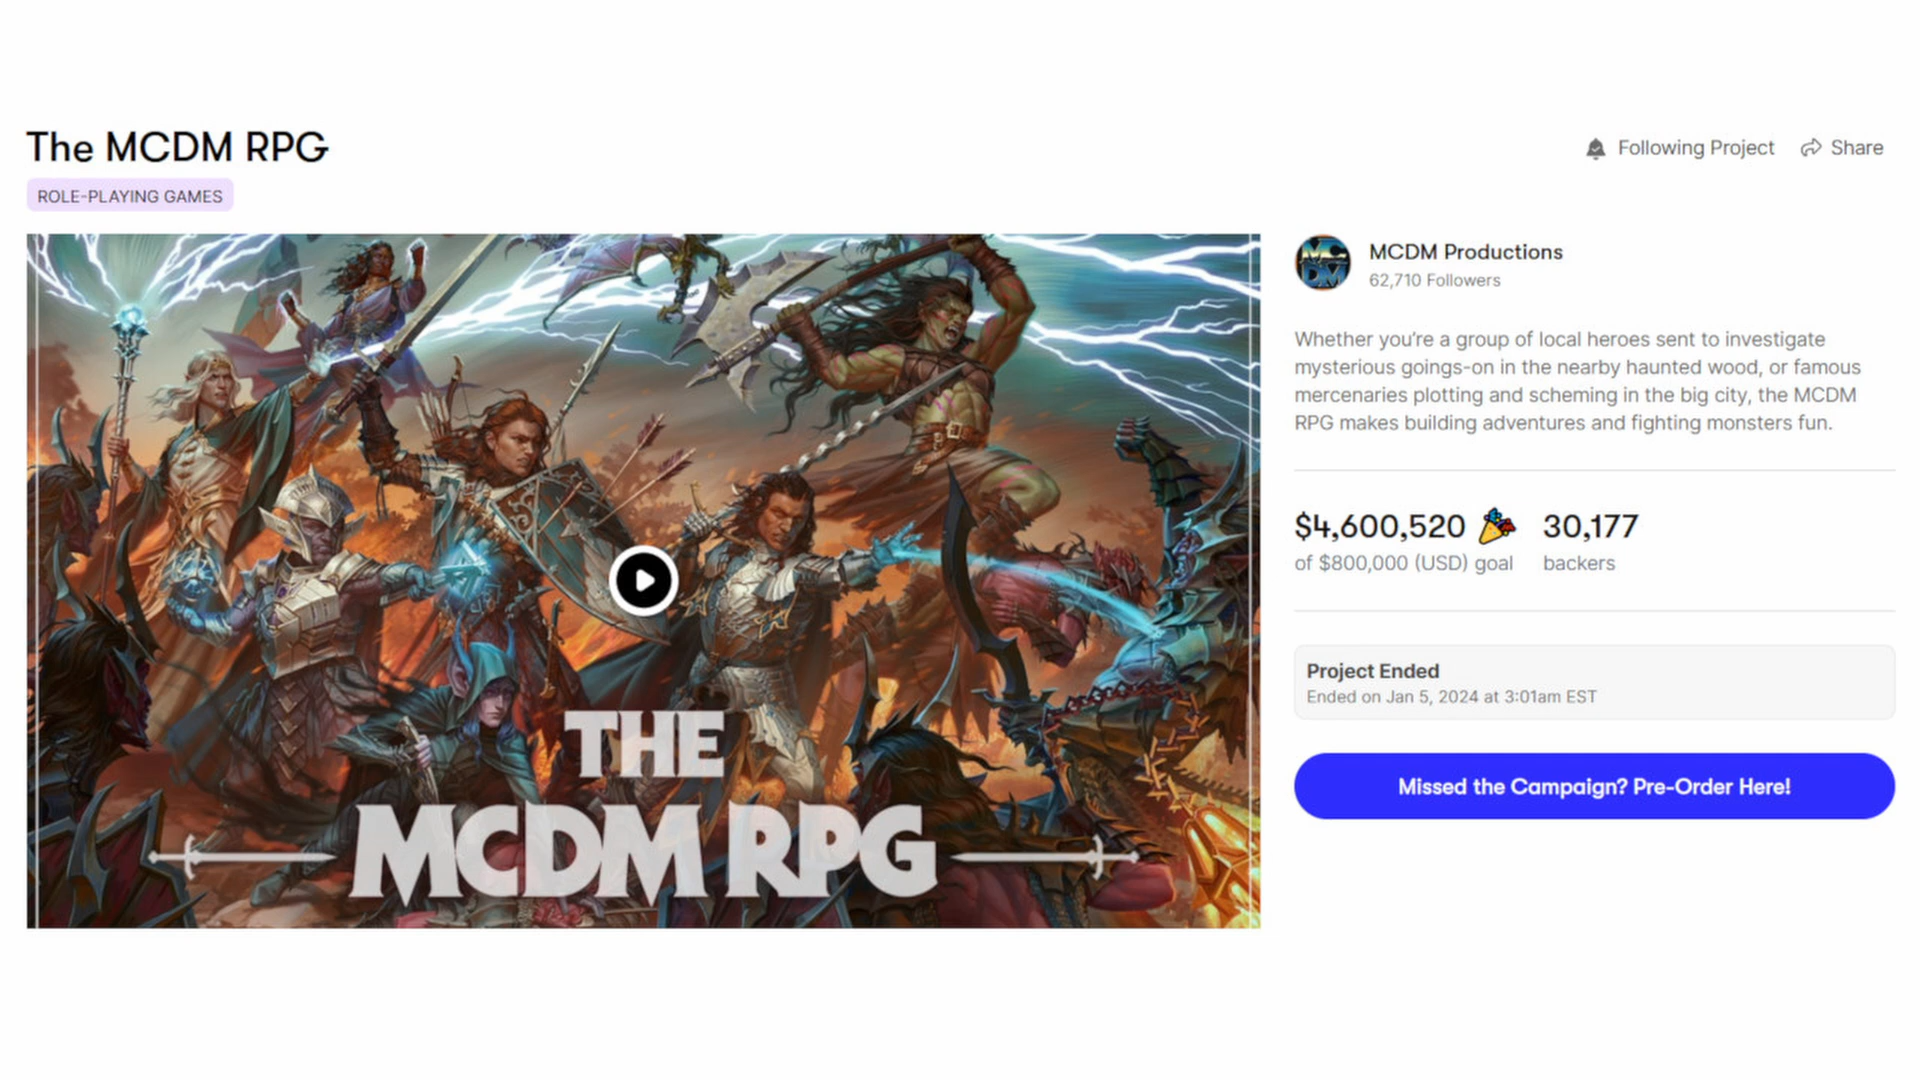 The MCDM RPG
Following Project
Share
ROLE-PLAYING GAMES
THE
MCDM RPG
MC
DM
MCDM Productions
62,710 Followers
Whether you're a group of local heroes sent to investigate
mysterious goings-on in the nearby haunted wood, or famous
mercenaries plotting and scheming in the big city, the MCDM
RPG makes building adventures and fighting monsters fun.
$4,600,520
30,177
of $800,000 (USD) goal
backers
Project Ended
Ended on Jan 5, 2024 at 3:01am EST
Missed the Campaign? Pre-Order Here!